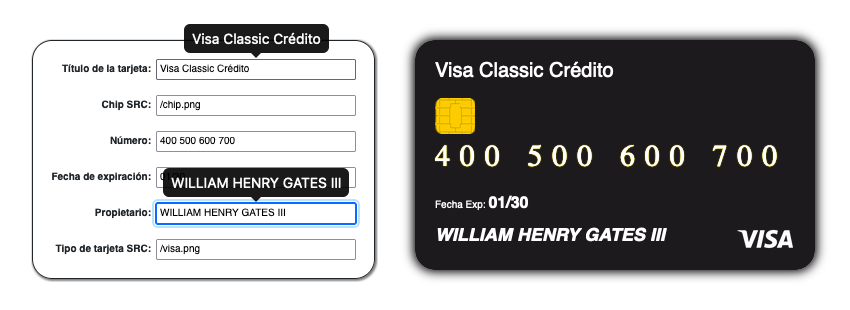 Visa Classic Crédito
Título de la tarjeta: Visa Classic Crédito
Chip SRC: /chip.png
Número: 400 500 600 700
Fecha de expiración:
WILLIAM HENRY GATES III
Propietario: WILLIAM HENRY GATES III
Tipo de tarjeta SRC: /visa.png
Visa Classic Crédito
400 500 600 700
Fecha Exp: 01/30
WILLIAM HENRY GATES III
VISA